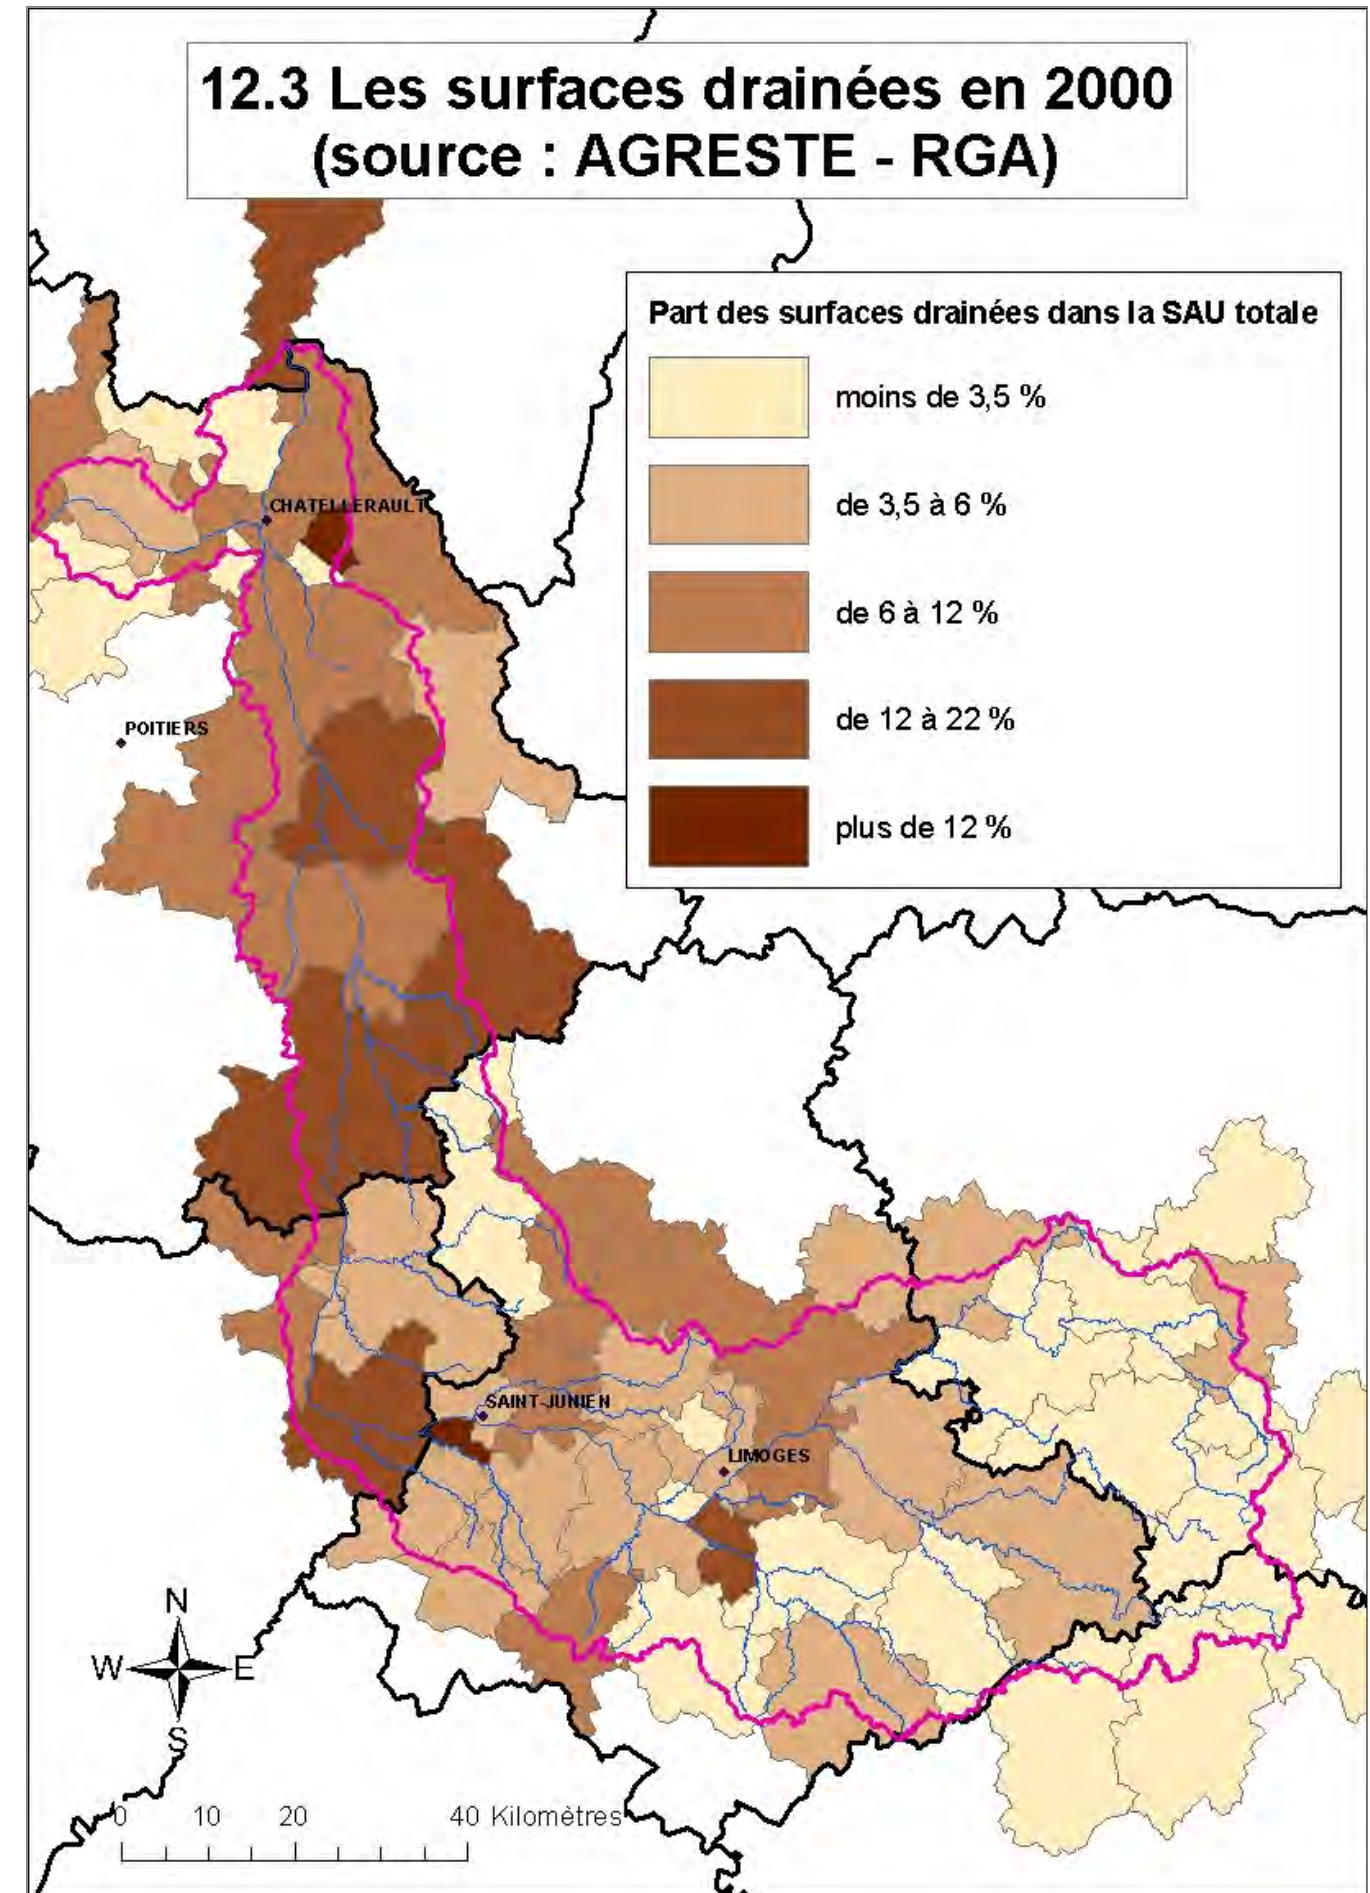 12.3 Les surfaces drainées en 2000
(source : AGRESTE - RGA)
Part des surfaces drainées dans la SAU totale
moins de 3,5 %
de 3,5 à 6 %
de 6 à 12 %
de 12 à 22 %
plus de 12 %
CHATELLERAULT
POITIERS
SAINT-JUNIEN
LIMOGES
N
W E
S
0 10 20 40 Kilomètres